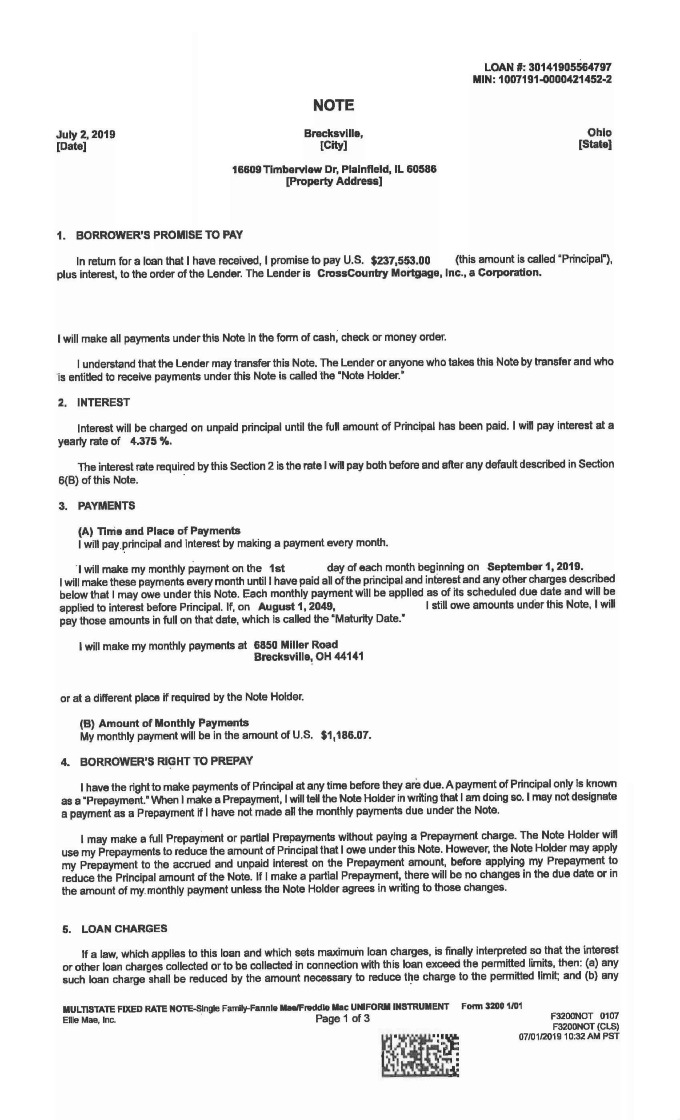 LOAN #: 30141905564797
MIN: 1007191-0000421452-2
NOTE
July 2, 2019 Brecksville, Ohio
[Date] [City] [State]
16609 Timberview Dr, Plainfield, IL 60586
[Property Address]
1. BORROWER'S PROMISE TO PAY
In return for a loan that I have received, I promise to pay U.S. $237,553.00 (this amount is called "Principal"),
plus interest, to the order of the Lender. The Lender is CrossCountry Mortgage, Inc., a Corporation.
I will make all payments under this Note in the form of cash, check or money order.
I understand that the Lender may transfer this Note. The Lender or anyone who takes this Note by transfer and who
is entitled to receive payments under this Note is called the "Note Holder."
2. INTEREST
Interest will be charged on unpaid principal until the full amount of Principal has been paid. I will pay interest at a
yearly rate of 4.375 %.
The interest rate required by this Section 2 is the rate I will pay both before and after any default described in Section
6(B) of this Note.
3. PAYMENTS
(A) Time and Place of Payments
I will pay principal and interest by making a payment every month.
I will make my monthly payment on the 1st day of each month beginning on September 1, 2019.
I will make these payments every month until I have paid all of the principal and interest and any other charges described
below that I may owe under this Note. Each monthly payment will be applied as of its scheduled due date and will be
applied to interest before Principal. If, on August 1, 2049, I still owe amounts under this Note, I will
pay those amounts in full on that date, which is called the "Maturity Date."
I will make my monthly payments at 6850 Miller Road
Brecksville, OH 44141
or at a different place if required by the Note Holder.
(B) Amount of Monthly Payments
My monthly payment will be in the amount of U.S. $1,186.07.
4. BORROWER'S RIGHT TO PREPAY
I have the right to make payments of Principal at any time before they are due. A payment of Principal only is known
as a "Prepayment." When I make a Prepayment, I will tell the Note Holder in writing that I am doing so. I may not designate
a payment as a Prepayment if I have not made all the monthly payments due under the Note.
I may make a full Prepayment or partial Prepayments without paying a Prepayment charge. The Note Holder will
use my Prepayments to reduce the amount of Principal that I owe under this Note. However, the Note Holder may apply
my Prepayment to the accrued and unpaid interest on the Prepayment amount, before applying my Prepayment to
reduce the Principal amount of the Note. If I make a partial Prepayment, there will be no changes in the due date or in
the amount of my monthly payment unless the Note Holder agrees in writing to those changes.
5. LOAN CHARGES
If a law, which applies to this loan and which sets maximum loan charges, is finally interpreted so that the interest
or other loan charges collected or to be collected in connection with this loan exceed the permitted limits, then: (a) any
such loan charge shall be reduced by the amount necessary to reduce the charge to the permitted limit; and (b) any
MULTISTATE FIXED RATE NOTE-Single Family-Fannie Mae/Freddie Mac UNIFORM INSTRUMENT Form 3200 1/01
Ellie Mae, Inc. Page 1 of 3 F3200NOT 0107
F3200NOT (CLS)
07/01/2019 10:32 AM PST